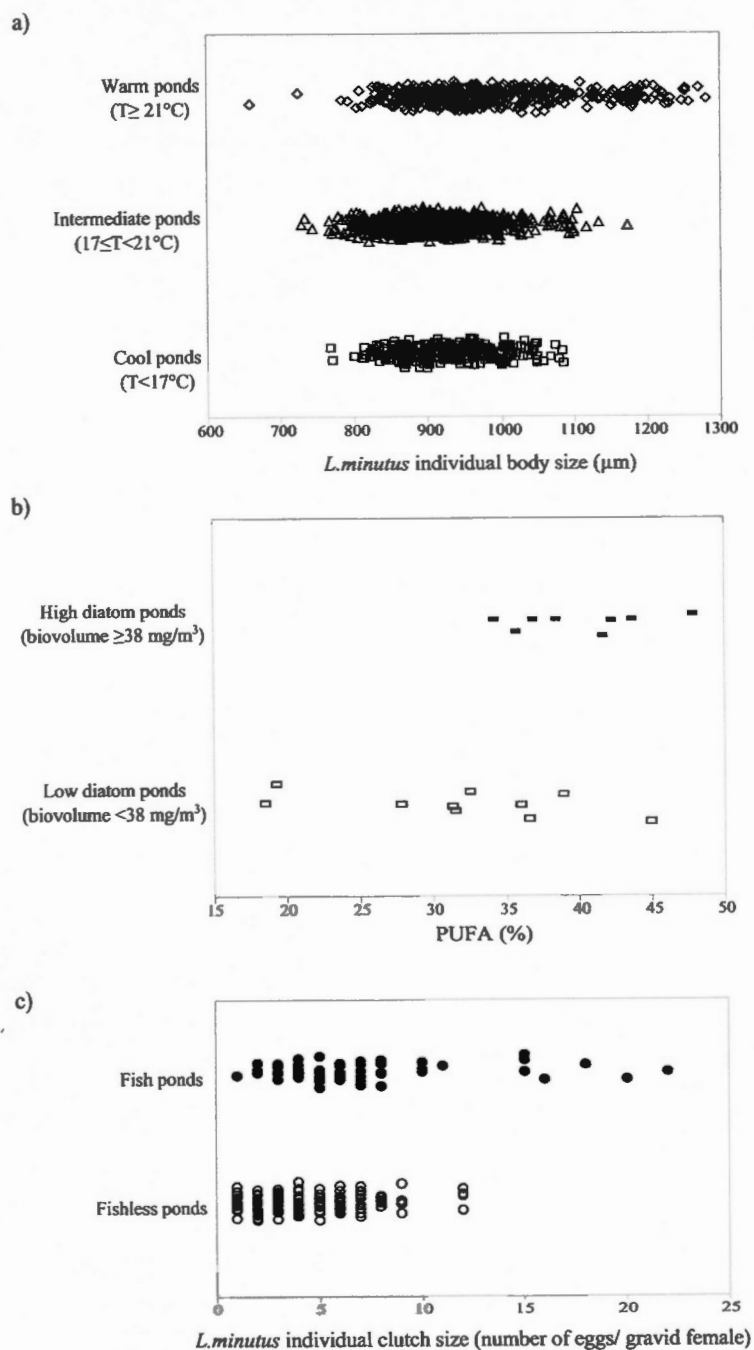 a)
Warm ponds
(T≥ 21°C)
Intermediate ponds
(17≤T<21°C)
Cool ponds
(T<17°C)
600 700 800 900 1000 1100 1200 1300
L.minutus individual body size (µm)
b)
High diatom ponds
(biovolume ≥38 mg/m³)
Low diatom ponds
(biovolume <38 mg/m³)
15 20 25 30 35 40 45 50
PUFA (%)
c)
Fish ponds
Fishless ponds
0 5 10 15 20 25
L.minutus individual clutch size (number of eggs/ gravid female)